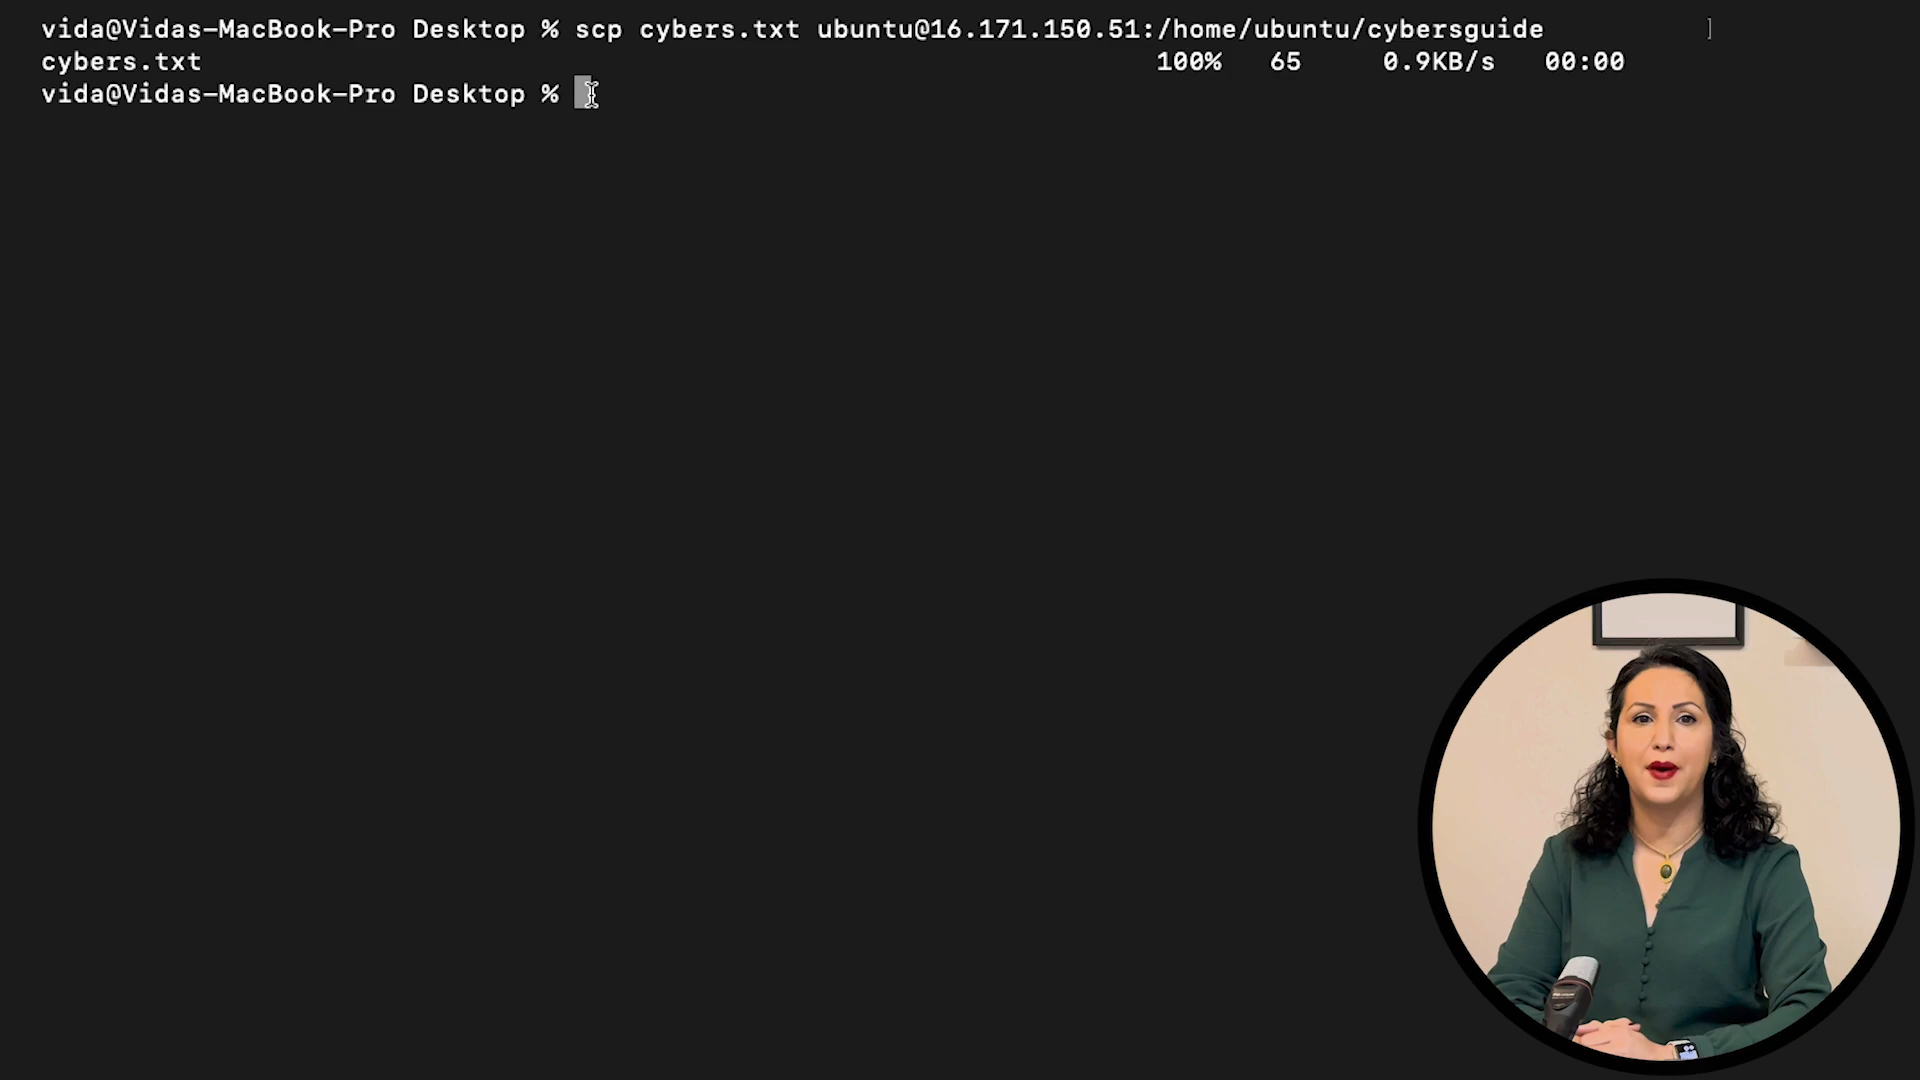 vida@Vidas-MacBook-Pro Desktop % scp cybers.txt ubuntu@16.171.150.51:/home/ubuntu/cybersguide ]
cybers.txt 100% 65 0.9KB/s 00:00
vida@Vidas-MacBook-Pro Desktop %